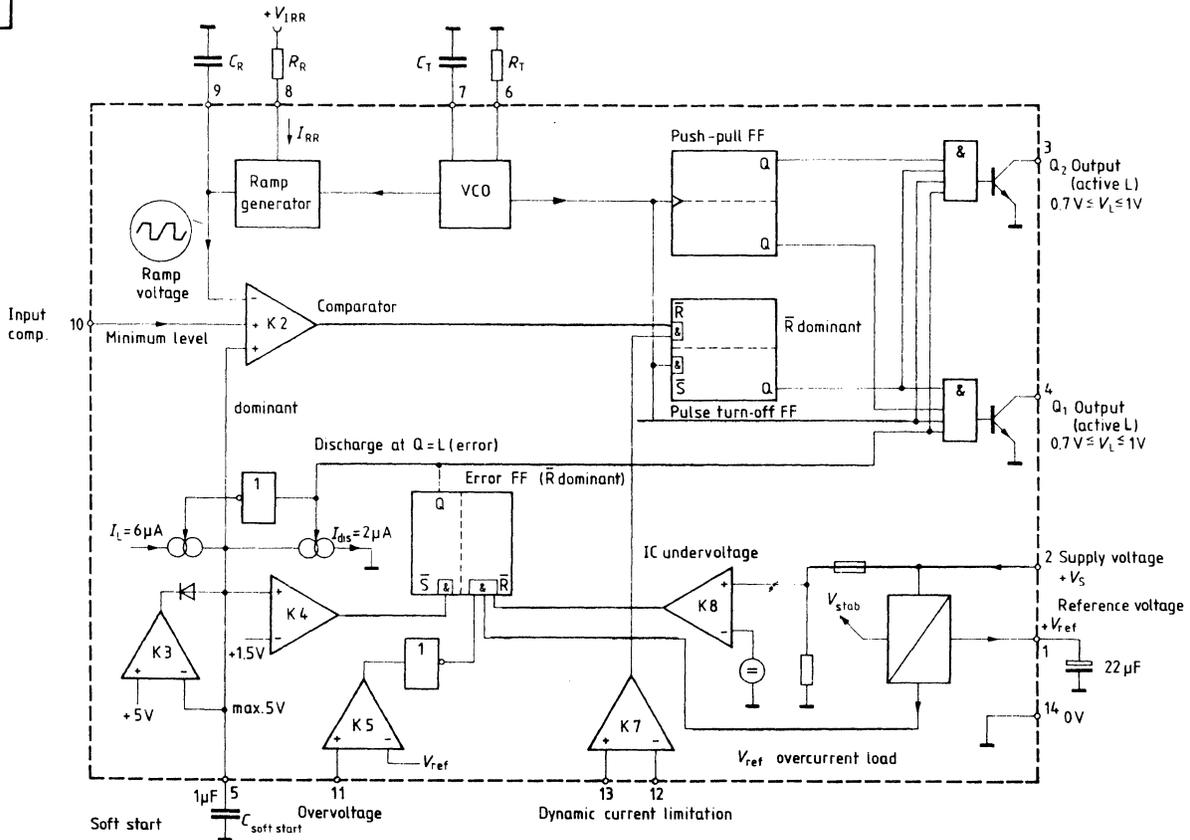 +V_IRR
C_R
R_R
C_T
R_T
9
8
7
6
I_RR
Push-pull FF
Ramp
generator
VCO
Q
Q
&
3
Q₂ Output
(active L)
0.7V ≤ V_L ≤ 1V
Ramp
voltage
Input
comp.
10
Minimum level
-
+
+
K2
Comparator
R̅
&
&
S̅
Q
R̅ dominant
Pulse turn-off FF
&
4
Q₁ Output
(active L)
0.7V ≤ V_L ≤ 1V
dominant
Discharge at Q=L (error)
Error FF (R̅ dominant)
1
Q
I_L=6µA
I_dis=2µA
S̅
&
&
R̅
IC undervoltage
2 Supply voltage
+V_S
Reference voltage
+V_ref
1
22µF
V_stab
+
K8
-
=
+
K4
-
+1.5V
K3
+
-
+5V
max.5V
1
K5
+
-
V_ref
K7
+
-
14 0V
V_ref overcurrent load
1µF
5
11
13
12
Overvoltage
Dynamic current limitation
Soft start
C_soft start